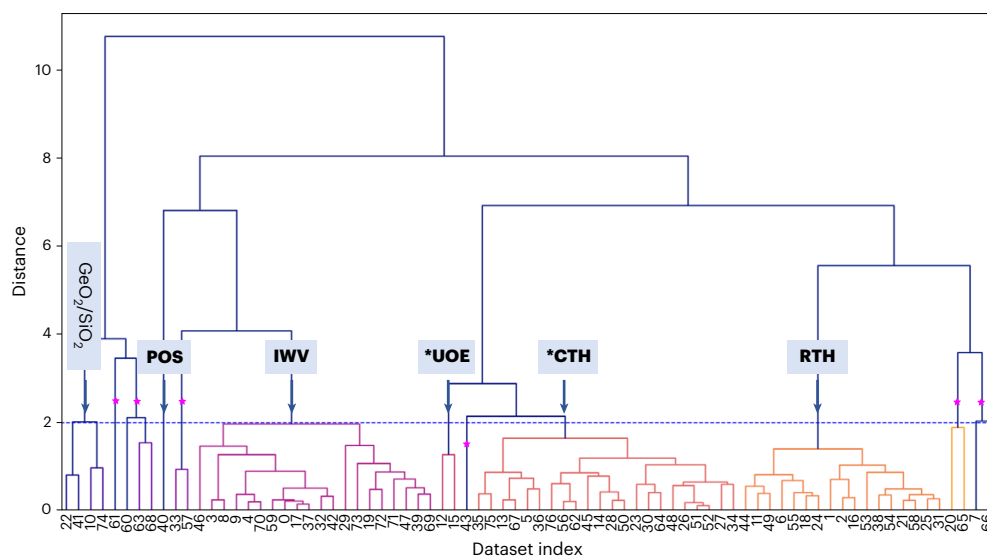 10
8
6
4
2
0
Distance
GeO2/SiO2
POS
IWV
*UOE
*CTH
RTH
22 41 10 74 61 60 63 68 40 33 57 46 3 8 9 4 70 59 0 17 37 32 42 29 73 19 72 71 47 39 69 12 15 43 35 75 13 67 5 36 76 56 62 45 14 28 50 23 30 64 48 26 51 52 27 34 44 11 49 6 55 18 24 1 2 16 53 38 54 21 58 25 31 20 65 7 66
Dataset index